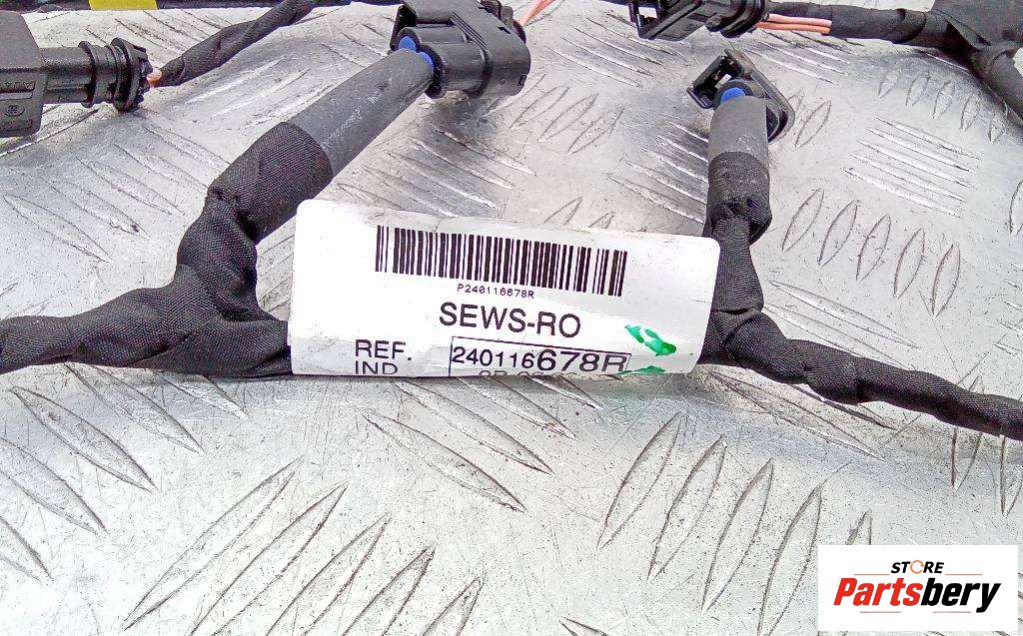 P240116678R
SEWS-RO
REF. 240116678R
IND
STORE
Partsbery